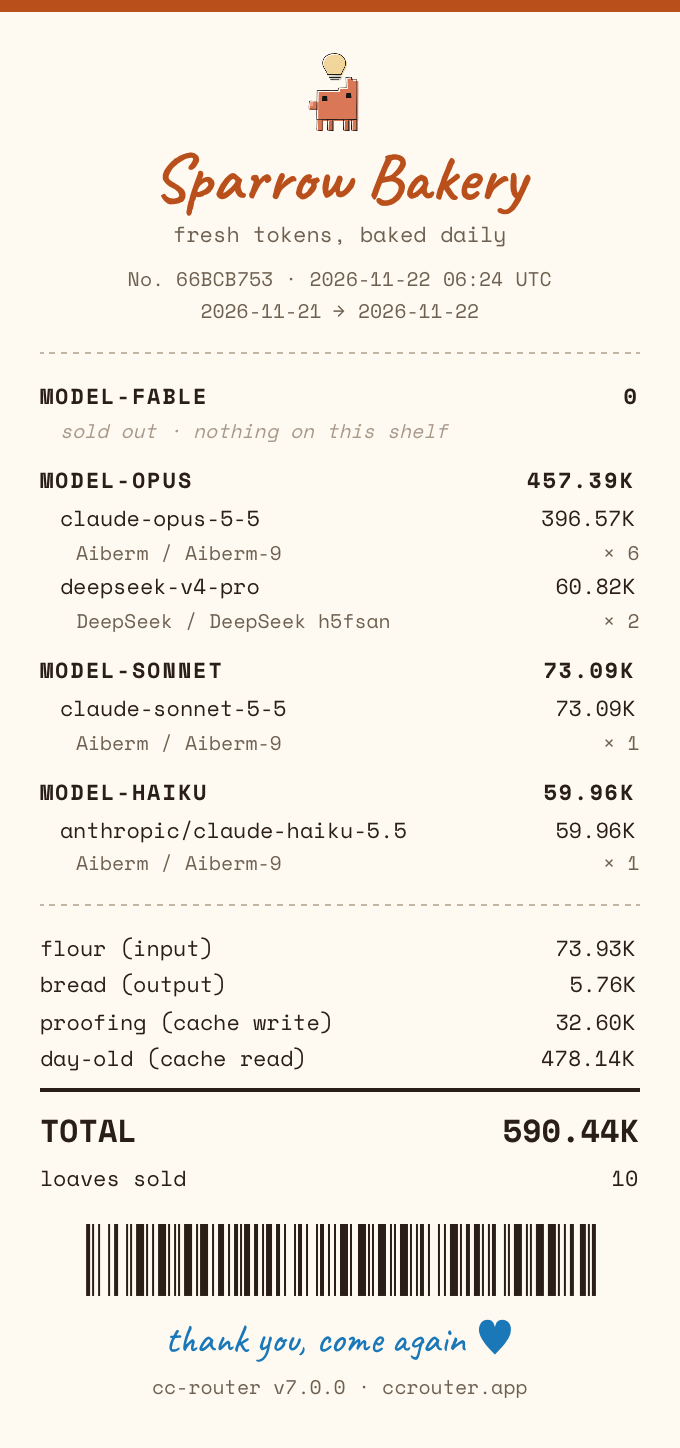 Sparrow Bakery
fresh tokens, baked daily
No. 66BCB753 · 2026-11-22 06:24 UTC
2026-11-21 → 2026-11-22
MODEL-FABLE 0
sold out · nothing on this shelf
MODEL-OPUS 457.39K
claude-opus-5-5 396.57K
Aiberm / Aiberm-9 × 6
deepseek-v4-pro 60.82K
DeepSeek / DeepSeek h5fsan × 2
MODEL-SONNET 73.09K
claude-sonnet-5-5 73.09K
Aiberm / Aiberm-9 × 1
MODEL-HAIKU 59.96K
anthropic/claude-haiku-5.5 59.96K
Aiberm / Aiberm-9 × 1
flour (input) 73.93K
bread (output) 5.76K
proofing (cache write) 32.60K
day-old (cache read) 478.14K
TOTAL 590.44K
loaves sold 10
thank you, come again ♥
cc-router v7.0.0 · ccrouter.app